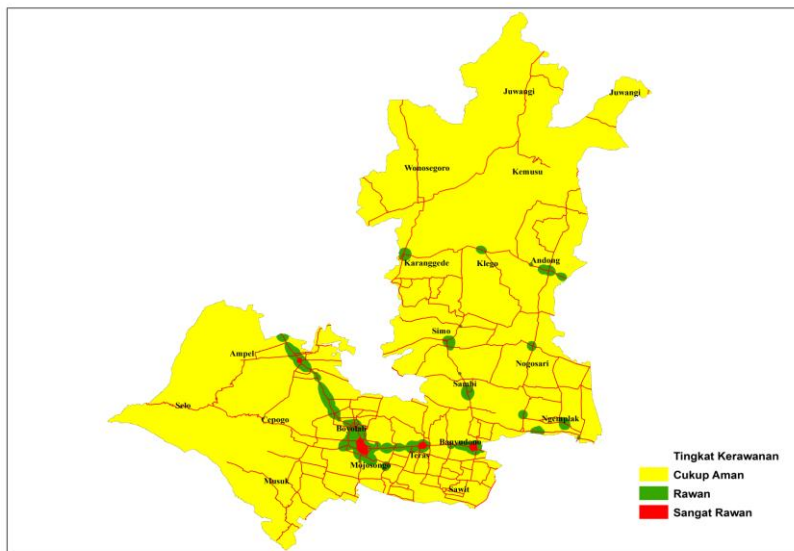 Juwangi
Juwangi
Wonosegoro
Kemusu
Karanggede
Klego
Andong
Simo
Nogosari
Ampel
Sambi
Selo
Cepogo
Ngemplak
Boyolali
Banyudono
Teras
Mojosongo
Musuk
Sawit
Tingkat Kerawanan
Cukup Aman
Rawan
Sangat Rawan